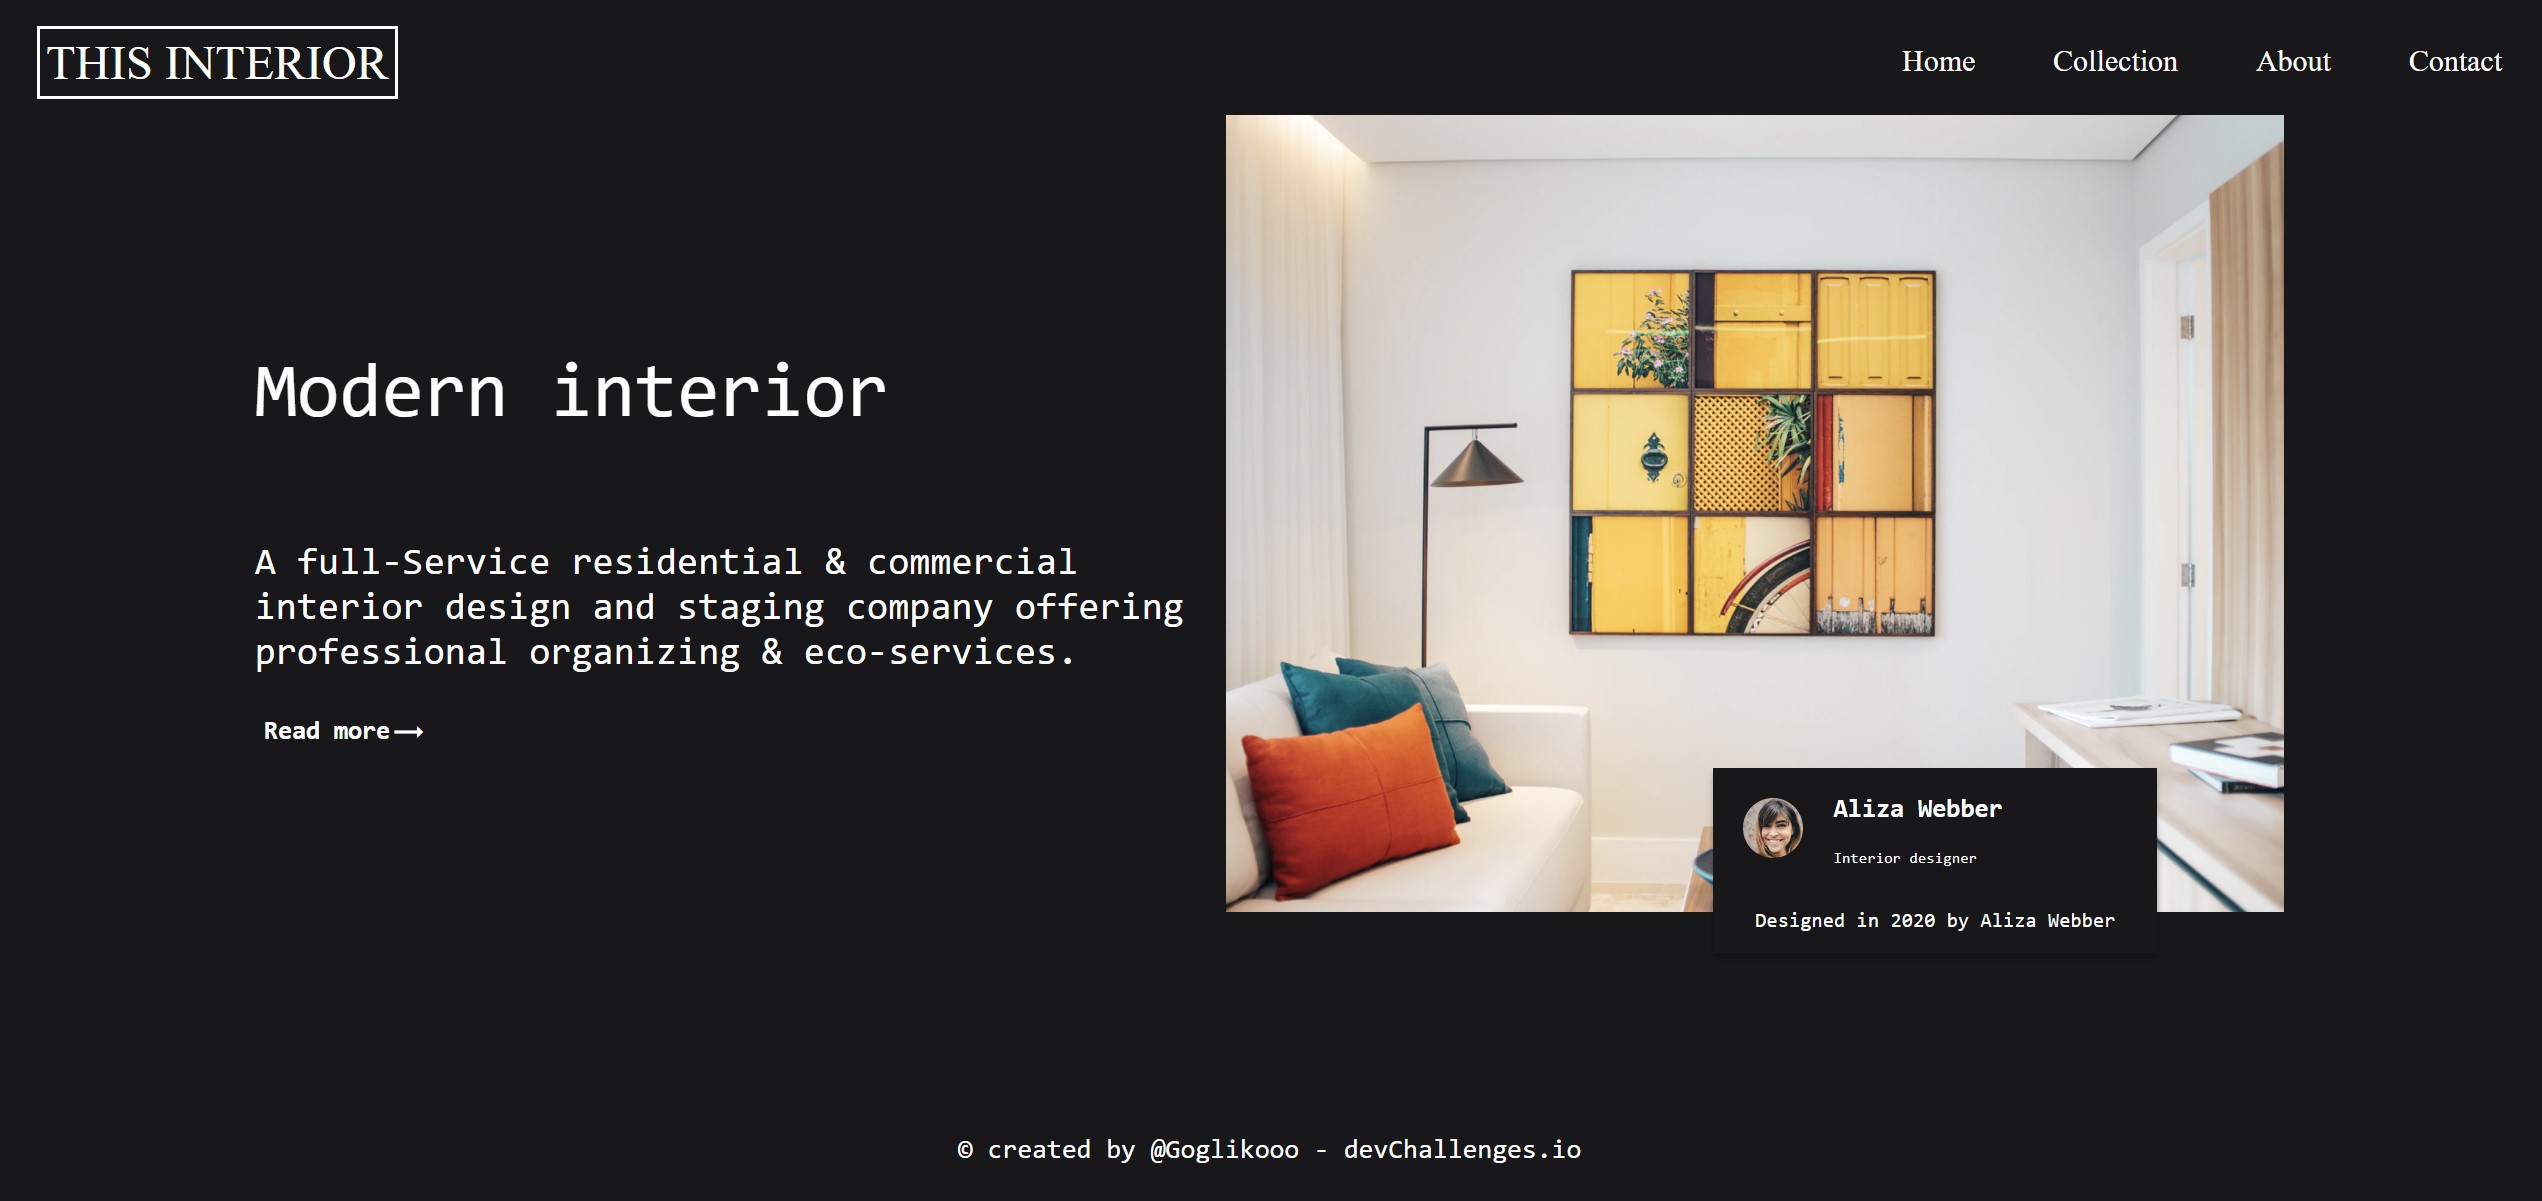 THIS INTERIOR
Home
Collection
About
Contact
Modern interior
A full-Service residential & commercial
interior design and staging company offering
professional organizing & eco-services.
Read more⟶
Aliza Webber
Interior designer
Designed in 2020 by Aliza Webber
© created by @Goglikooo - devChallenges.io